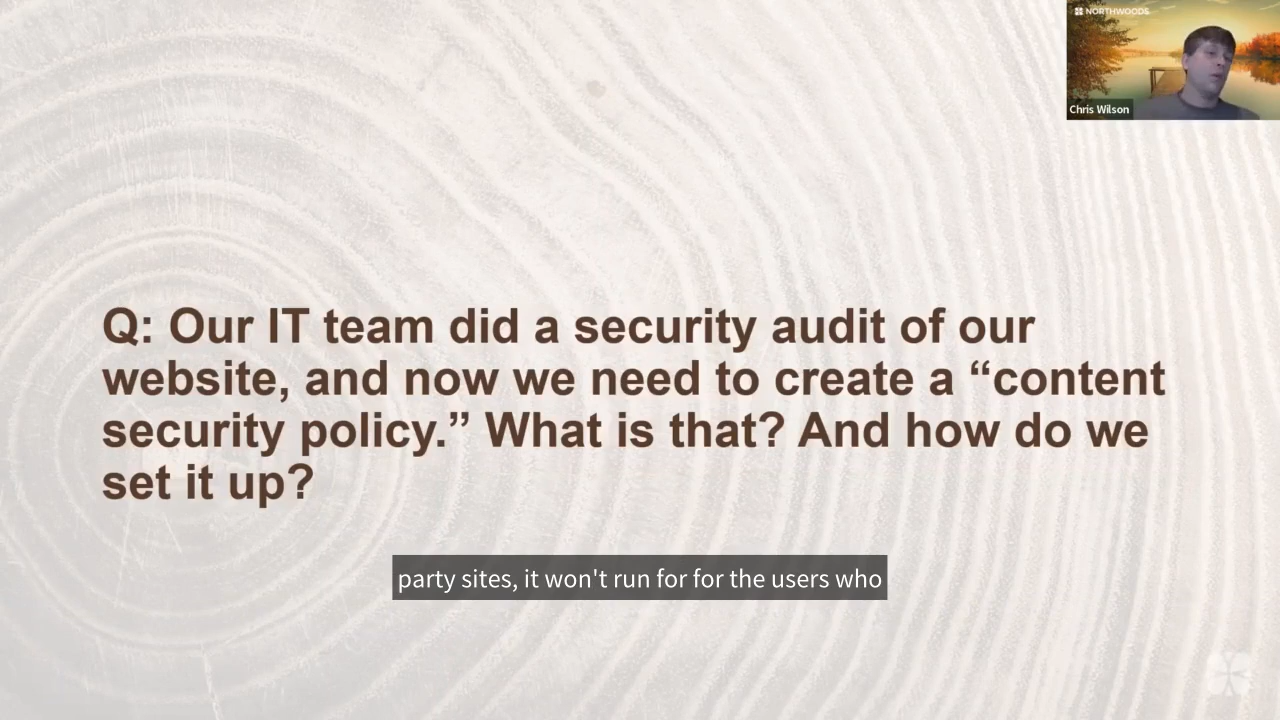 NORTHWOODS
Chris Wilson
Q: Our IT team did a security audit of our
website, and now we need to create a “content
security policy.” What is that? And how do we
set it up?
party sites, it won't run for for the users who